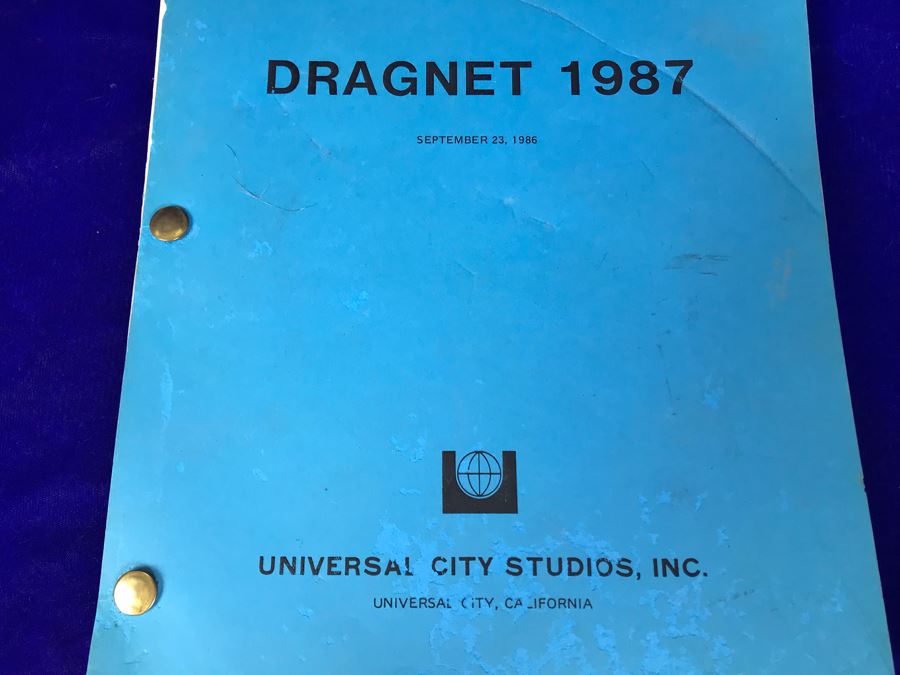 DRAGNET 1987
SEPTEMBER 23, 1986
UNIVERSAL CITY STUDIOS, INC.
UNIVERSAL CITY, CALIFORNIA